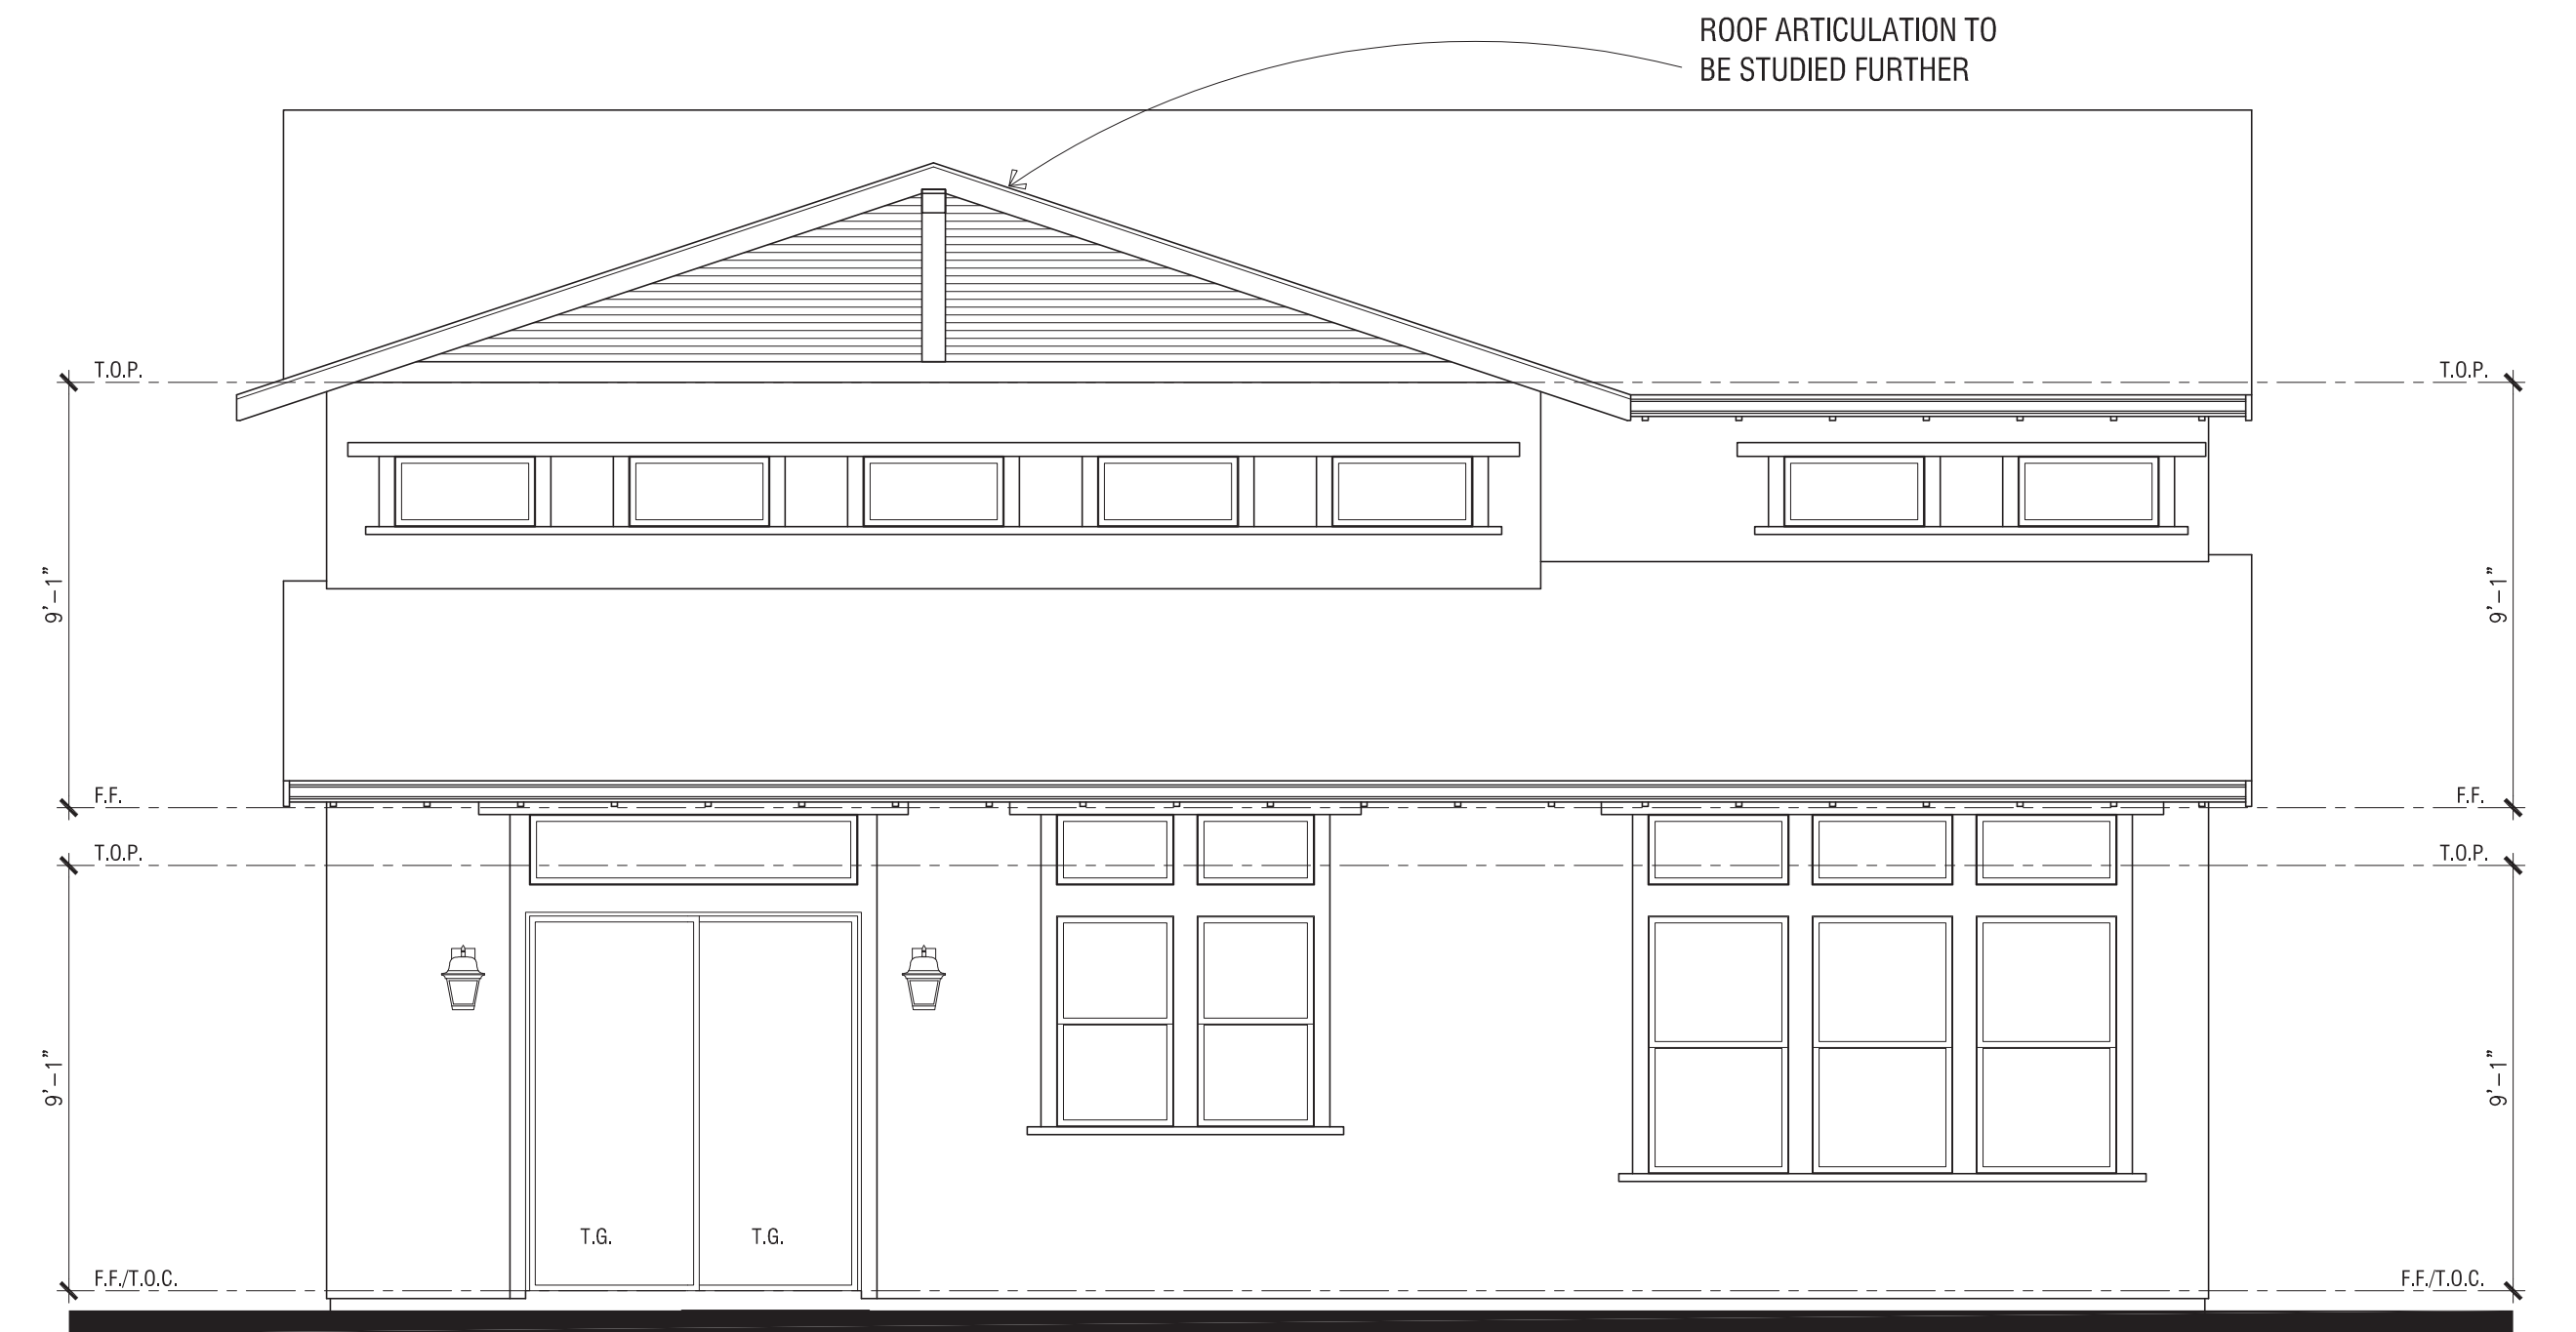 ROOF ARTICULATION TO
BE STUDIED FURTHER
T.O.P.
T.O.P.
9'-1"
9'-1"
F.F.
F.F.
T.O.P.
T.O.P.
9'-1"
9'-1"
T.G.
T.G.
F.F./T.O.C.
F.F./T.O.C.